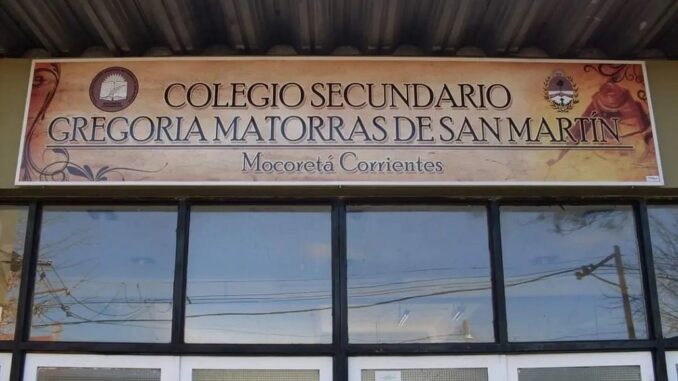 COLEGIO SECUNDARIO
GREGORIA MATORRAS DE SAN MARTÍN
Mocoretá Corrientes